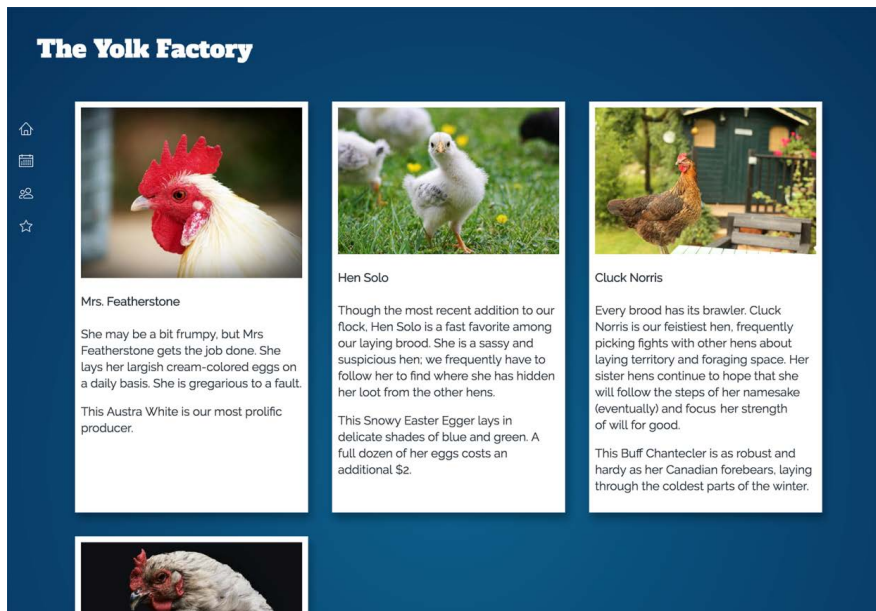 The Yolk Factory
Mrs. Featherstone
She may be a bit frumpy, but Mrs
Featherstone gets the job done. She
lays her largish cream-colored eggs on
a daily basis. She is gregarious to a fault.
This Austra White is our most prolific
producer.
Hen Solo
Though the most recent addition to our
flock, Hen Solo is a fast favorite among
our laying brood. She is a sassy and
suspicious hen; we frequently have to
follow her to find where she has hidden
her loot from the other hens.
This Snowy Easter Egger lays in
delicate shades of blue and green. A
full dozen of her eggs costs an
additional $2.
Cluck Norris
Every brood has its brawler. Cluck
Norris is our feistiest hen, frequently
picking fights with other hens about
laying territory and foraging space. Her
sister hens continue to hope that she
will follow the steps of her namesake
(eventually) and focus her strength
of will for good.
This Buff Chantecler is as robust and
hardy as her Canadian forebears, laying
through the coldest parts of the winter.